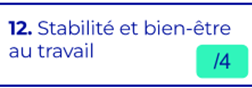 12. Stabilité et bien-être
au travail
/4